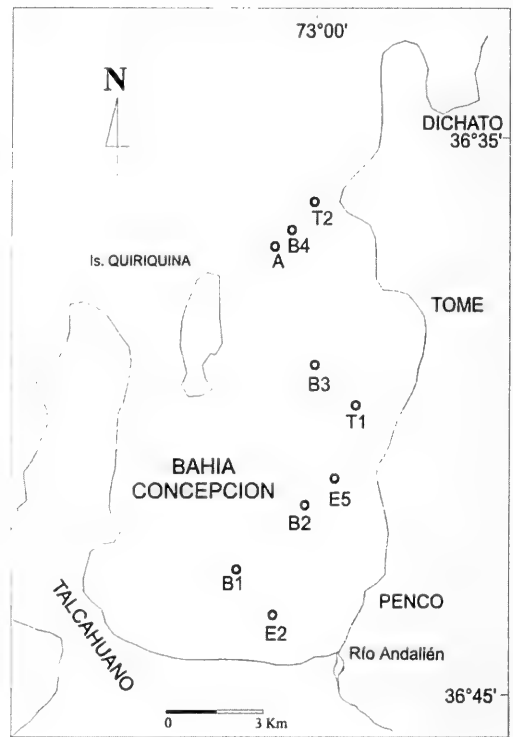 73°00'
N
DICHATO
36°35'
T2
B4
A
Is. QUIRIQUINA
TOME
B3
T1
BAHIA
CONCEPCION
E5
B2
B1
PENCO
E2
TALCAHUANO
Río Andalién
36°45'
0 3 Km